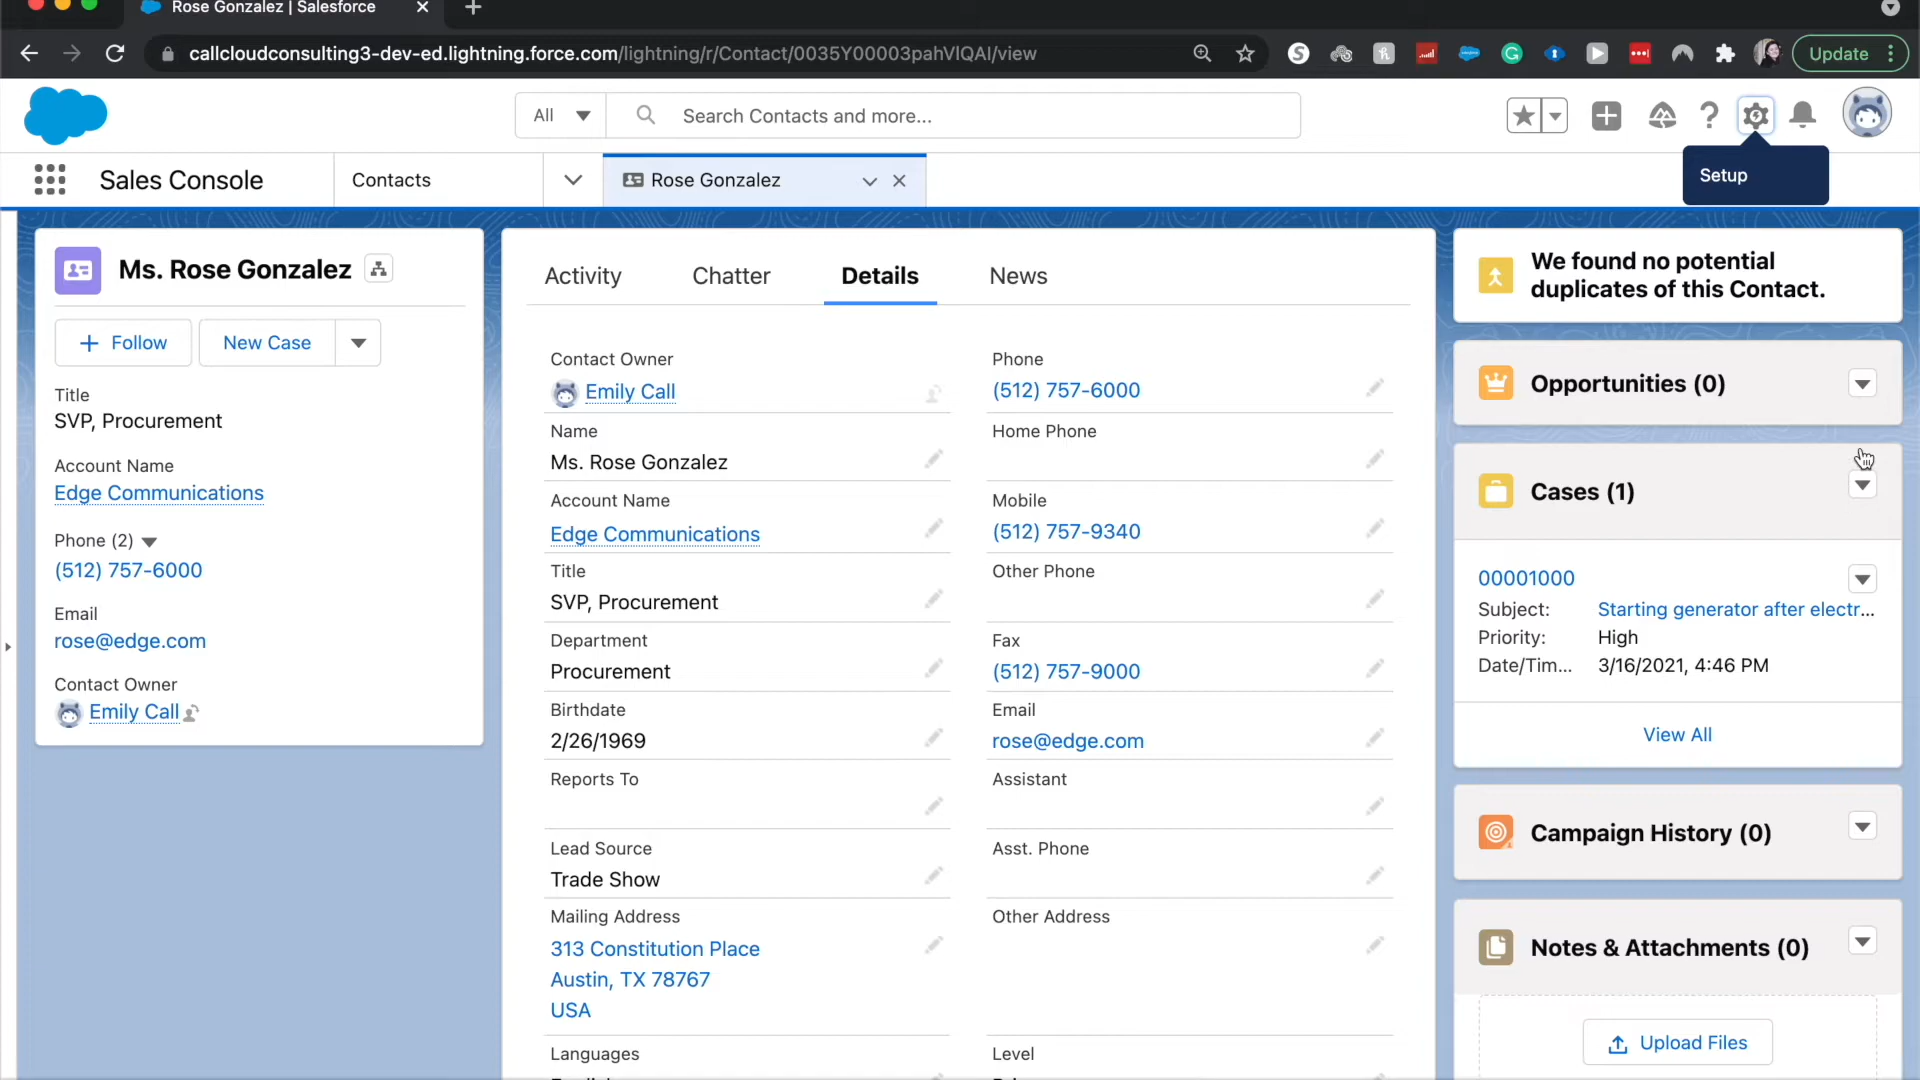 Rose Gonzalez | Salesforce
callcloudconsulting3-dev-ed.lightning.force.com/lightning/r/Contact/0035Y00003pahVlQAI/view
Update
All
Search Contacts and more...
Sales Console
Contacts
Rose Gonzalez
Setup
Ms. Rose Gonzalez
Follow
New Case
Title
SVP, Procurement
Account Name
Edge Communications
Phone (2)
(512) 757-6000
Email
rose@edge.com
Contact Owner
Emily Call
Activity
Chatter
Details
News
Contact Owner
Emily Call
Name
Ms. Rose Gonzalez
Account Name
Edge Communications
Title
SVP, Procurement
Department
Procurement
Birthdate
2/26/1969
Reports To
Lead Source
Trade Show
Mailing Address
313 Constitution Place
Austin, TX 78767
USA
Languages
Phone
(512) 757-6000
Home Phone
Mobile
(512) 757-9340
Other Phone
Fax
(512) 757-9000
Email
rose@edge.com
Assistant
Asst. Phone
Other Address
Level
We found no potential
duplicates of this Contact.
Opportunities (0)
Cases (1)
00001000
Subject: Starting generator after electr...
Priority: High
Date/Tim... 3/16/2021, 4:46 PM
View All
Campaign History (0)
Notes & Attachments (0)
Upload Files